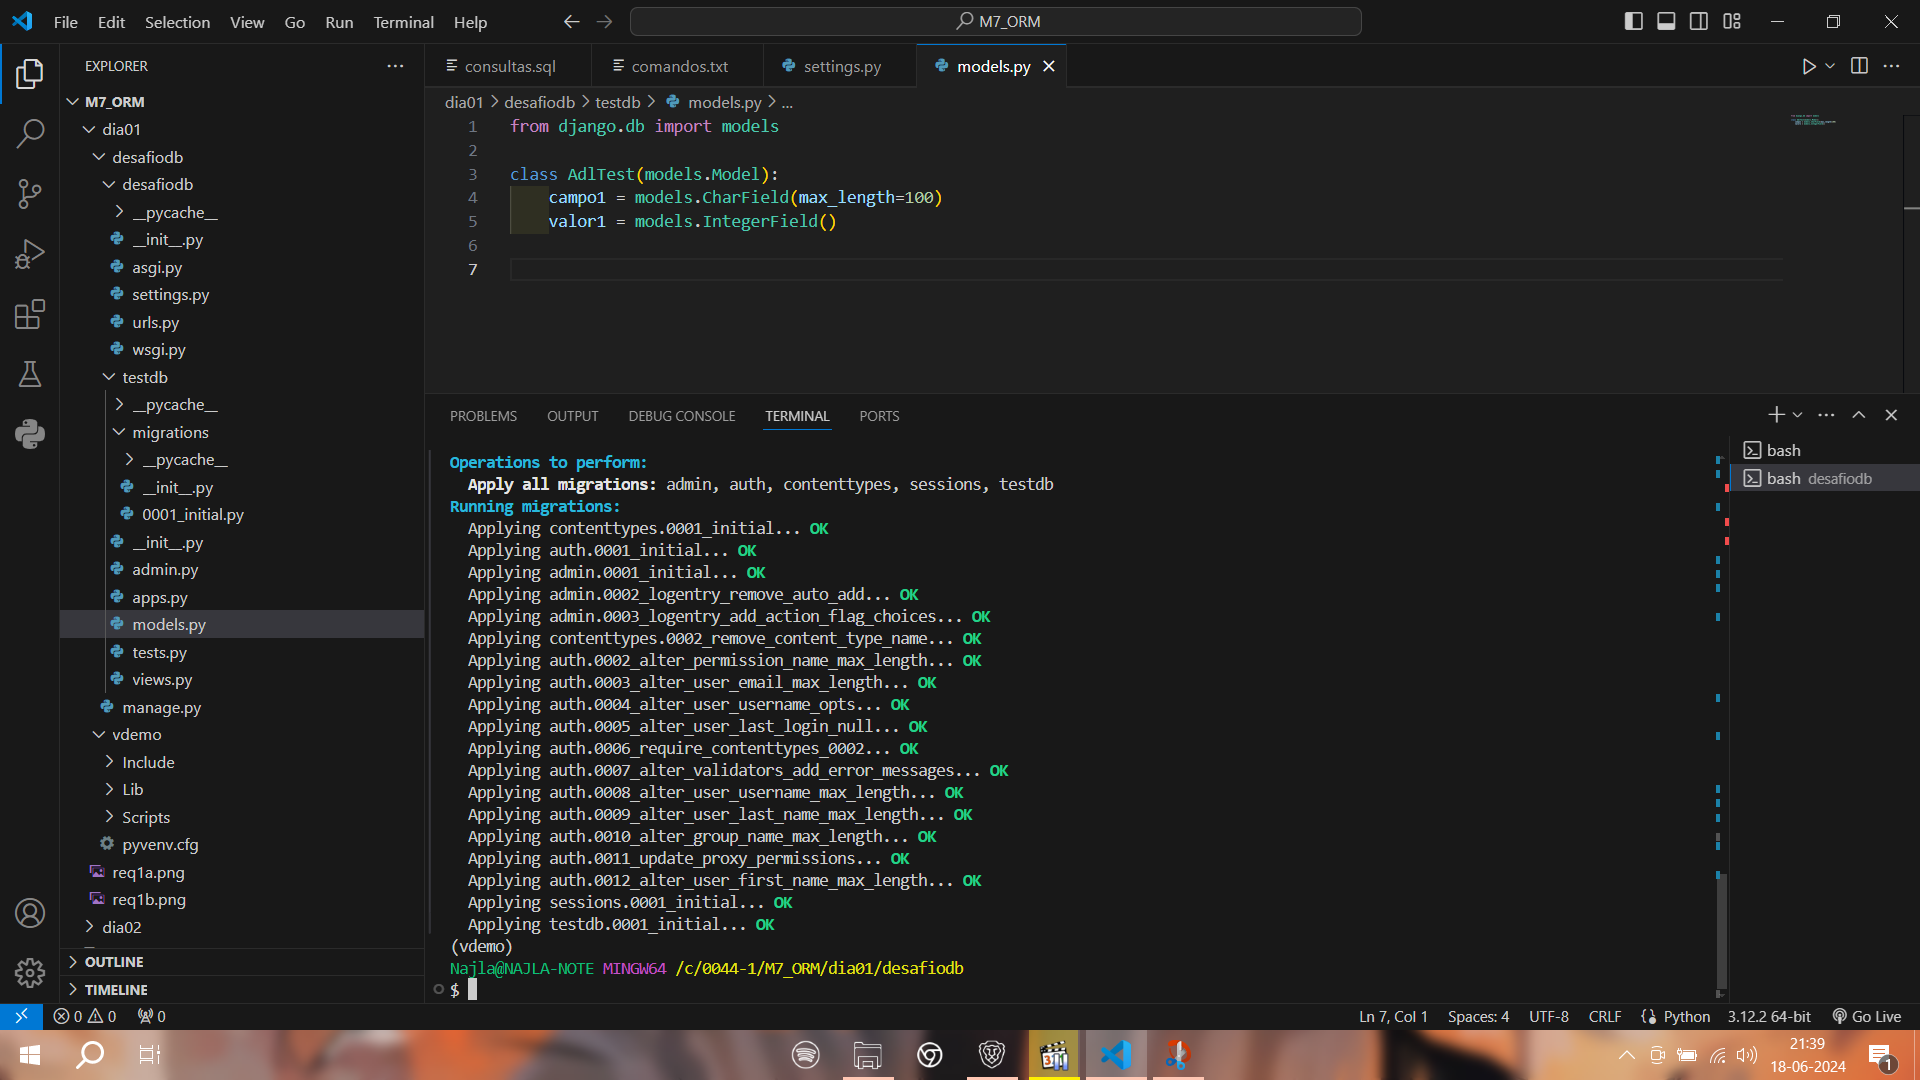 File Edit Selection View Go Run Terminal Help
M7_ORM
EXPLORER
M7_ORM
dia01
desafiodb
desafiodb
__pycache__
__init__.py
asgi.py
settings.py
urls.py
wsgi.py
testdb
__pycache__
migrations
__pycache__
__init__.py
0001_initial.py
__init__.py
admin.py
apps.py
models.py
tests.py
views.py
manage.py
vdemo
Include
Lib
Scripts
pyvenv.cfg
req1a.png
req1b.png
dia02
OUTLINE
TIMELINE
consultas.sql comandos.txt settings.py models.py
dia01 > desafiodb > testdb > models.py > ...
1 from django.db import models
2
3 class AdlTest(models.Model):
4 campo1 = models.CharField(max_length=100)
5 valor1 = models.IntegerField()
6
7
PROBLEMS OUTPUT DEBUG CONSOLE TERMINAL PORTS
Operations to perform:
Apply all migrations: admin, auth, contenttypes, sessions, testdb
Running migrations:
Applying contenttypes.0001_initial... OK
Applying auth.0001_initial... OK
Applying admin.0001_initial... OK
Applying admin.0002_logentry_remove_auto_add... OK
Applying admin.0003_logentry_add_action_flag_choices... OK
Applying contenttypes.0002_remove_content_type_name... OK
Applying auth.0002_alter_permission_name_max_length... OK
Applying auth.0003_alter_user_email_max_length... OK
Applying auth.0004_alter_user_username_opts... OK
Applying auth.0005_alter_user_last_login_null... OK
Applying auth.0006_require_contenttypes_0002... OK
Applying auth.0007_alter_validators_add_error_messages... OK
Applying auth.0008_alter_user_username_max_length... OK
Applying auth.0009_alter_user_last_name_max_length... OK
Applying auth.0010_alter_group_name_max_length... OK
Applying auth.0011_update_proxy_permissions... OK
Applying auth.0012_alter_user_first_name_max_length... OK
Applying sessions.0001_initial... OK
Applying testdb.0001_initial... OK
(vdemo)
Najla@NAJLA-NOTE MINGW64 /c/0044-1/M7_ORM/dia01/desafiodb
$
bash
bash desafiodb
0 0 0
Ln 7, Col 1 Spaces: 4 UTF-8 CRLF Python 3.12.2 64-bit Go Live
21:39
18-06-2024
1